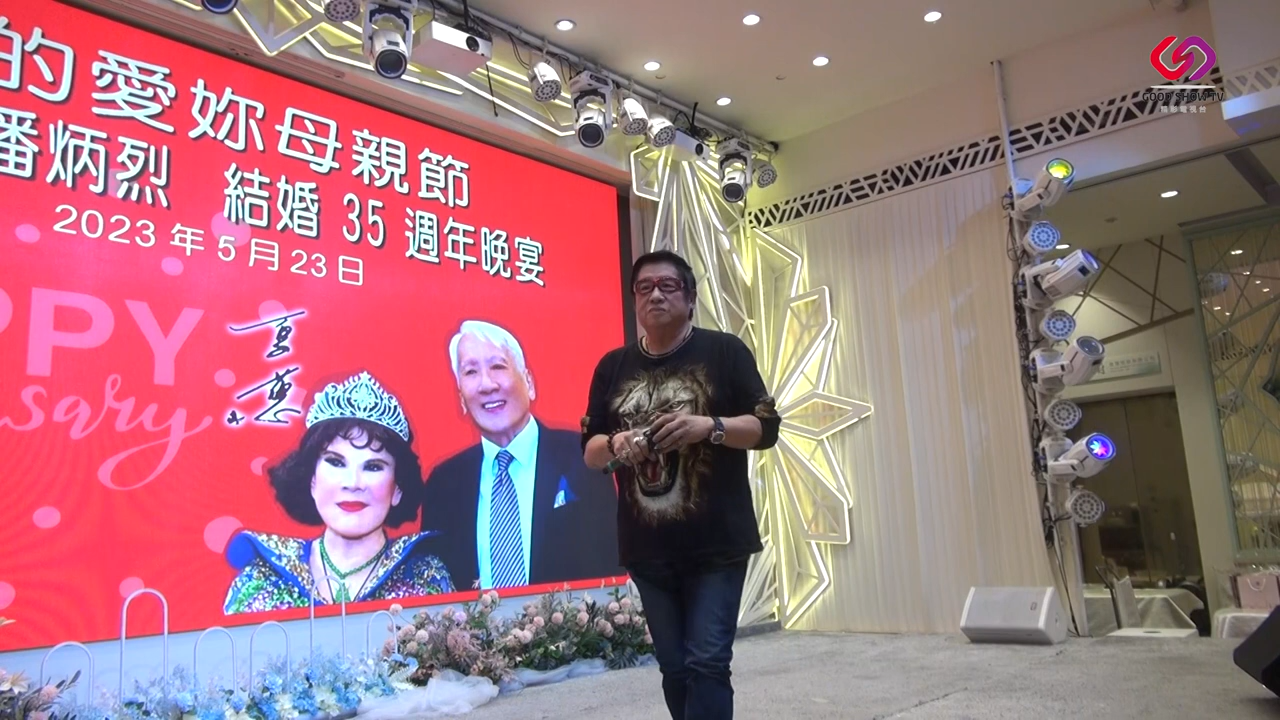 的愛妳母親節
潘炳烈 結婚 35 週年晚宴
2023 年 5 月 23 日
PPY
sary
GOOD SHOW TV